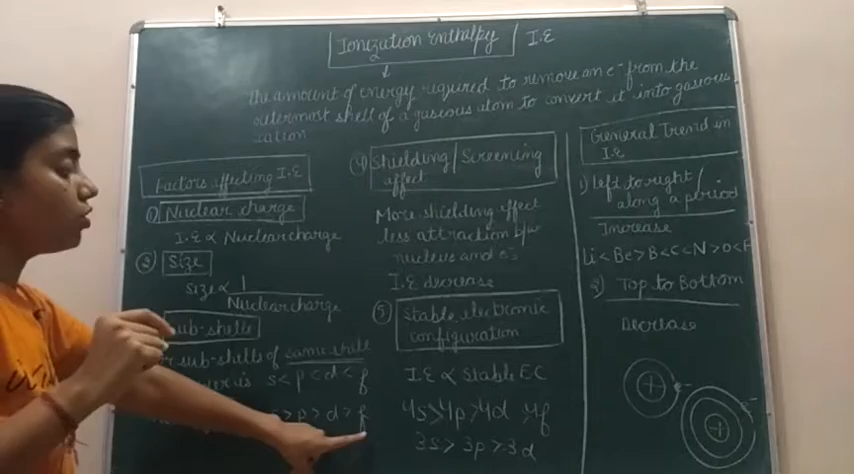 Ionization Enthalpy I.E
The amount of energy required to remove an e⁻ from the
outermost shell of a gaseous atom to convert it into gaseous
cation
Factors affecting I.E
① Nuclear charge
I.E ∝ Nuclear charge
② Size
Size ∝ 1
Nuclear charge
Sub-shells
sub-shells of same shell
s<p<d<f
s>p>d>f
④ Shielding/Screening
effect
More shielding effect
less attraction b/w
nucleus and e⁻s
I.E decrease
⑤ Stable electronic
configuration
I.E ∝ Stable EC
4s>4p>4d>4f
3s>3p>3d
General Trend in
I.E
1) left to right/
along a period
Increase
Li<Be>B<C<N>O<F
2) Top to Bottom
Decrease
+
+